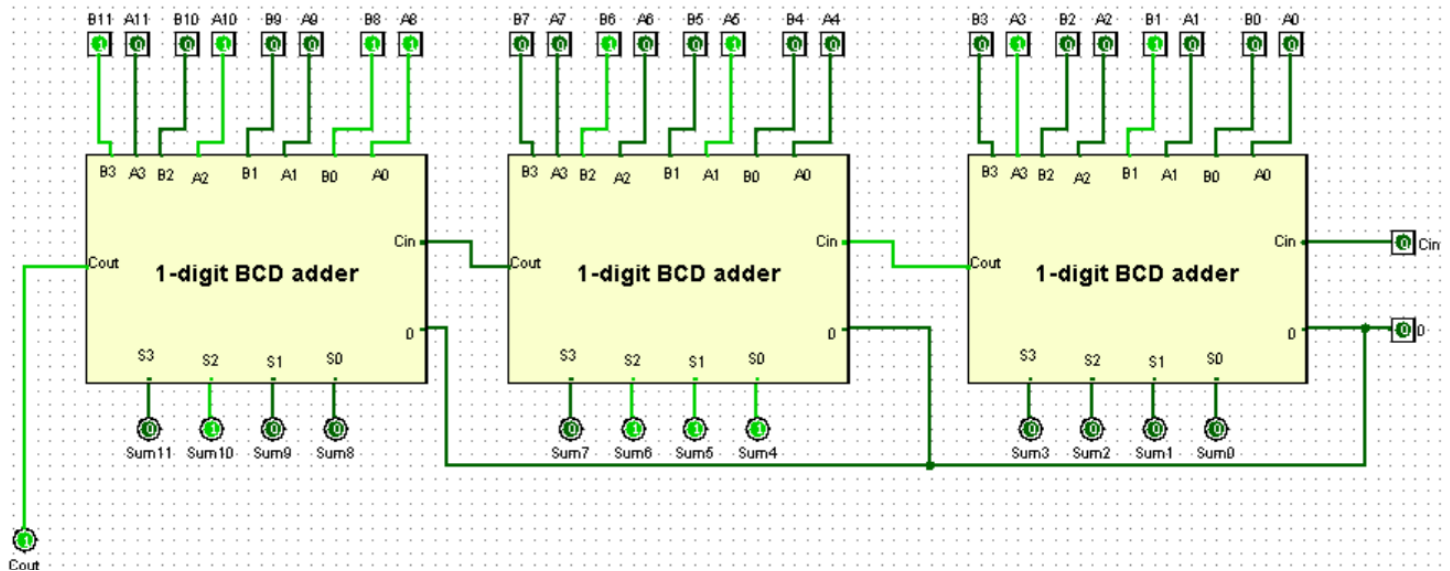 B11 A11 B10 A10 B9 A9 B8 A8 B7 A7 B6 A6 B5 A5 B4 A4 B3 A3 B2 A2 B1 A1 B0 A0
1 0 0 1 0 0 1 1 0 0 1 0 0 1 0 0 0 1 0 0 1 0 0 0
B3 A3 B2 A2 B1 A1 B0 A0 B3 A3 B2 A2 B1 A1 B0 A0 B3 A3 B2 A2 B1 A1 B0 A0
Cin Cin Cin 0 Cin
Cout 1-digit BCD adder Cout 1-digit BCD adder Cout 1-digit BCD adder
0 0 0 0 0
S3 S2 S1 S0 S3 S2 S1 S0 S3 S2 S1 S0
0 1 0 0 0 1 1 1 0 0 0 0
Sum11 Sum10 Sum9 Sum8 Sum7 Sum6 Sum5 Sum4 Sum3 Sum2 Sum1 Sum0
1
Cout